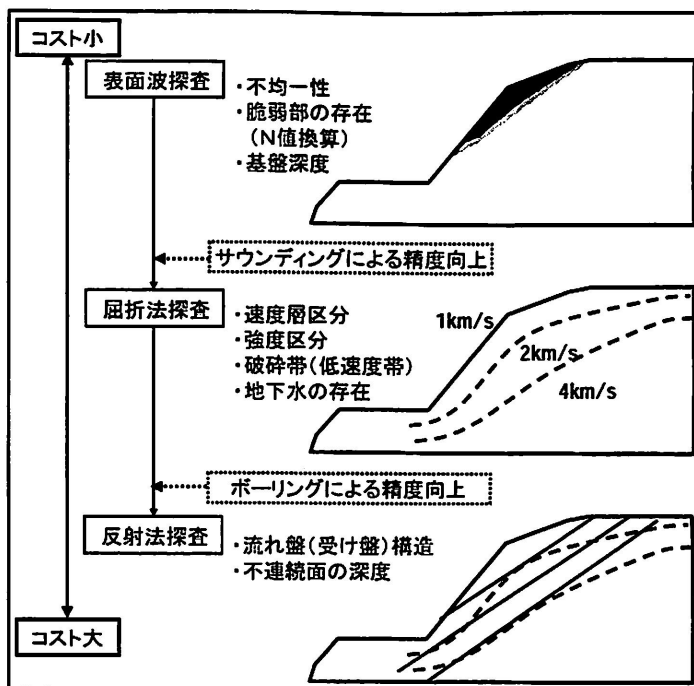 コスト小
表面波探査
・不均一性
・脆弱部の存在
（N値換算）
・基盤深度
サウンディングによる精度向上
屈折法探査
・速度層区分
・強度区分
・破砕帯（低速度帯）
・地下水の存在
1km/s
2km/s
4km/s
ボーリングによる精度向上
反射法探査
・流れ盤（受け盤）構造
・不連続面の深度
コスト大